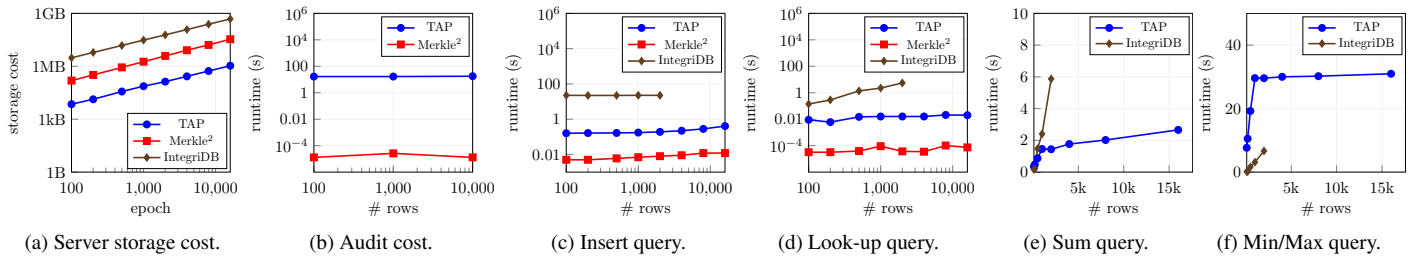 1GB
1MB
1kB
1B
storage cost
100
1,000
10,000
epoch
TAP
Merkle²
IntegriDB
(a) Server storage cost.
10⁶
10⁴
100
1
0.01
10⁻⁴
runtime (s)
100
1,000
10,000
# rows
TAP
Merkle²
(b) Audit cost.
10⁶
10⁴
100
1
0.01
runtime (s)
100
1,000
10,000
# rows
TAP
Merkle²
IntegriDB
(c) Insert query.
10⁶
10⁴
100
1
0.01
10⁻⁴
runtime (s)
100
1,000
10,000
# rows
TAP
Merkle²
IntegriDB
(d) Look-up query.
10
8
6
4
2
0
runtime (s)
5k
10k
15k
# rows
TAP
IntegriDB
(e) Sum query.
40
20
0
runtime (s)
5k
10k
15k
# rows
TAP
IntegriDB
(f) Min/Max query.